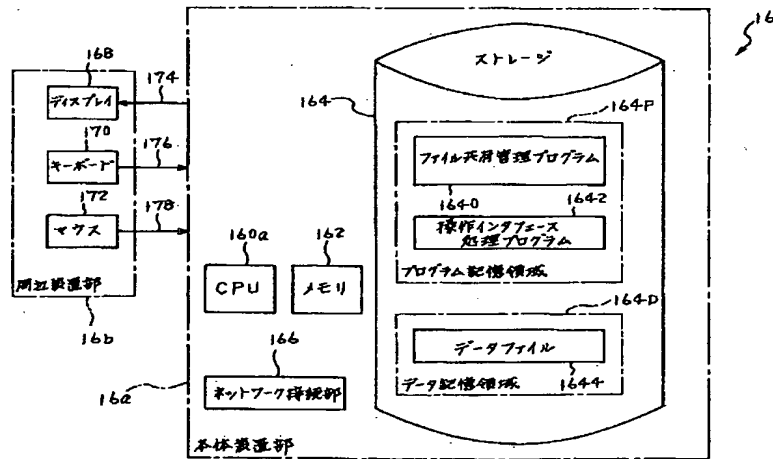 16
168
ディスプレイ
174
170
キーボード
176
172
マウス
178
周辺装置部
16b
16a
160a
CPU
162
メモリ
166
ネットワーク接続部
本体装置部
ストレージ
164
164P
ファイル共有管理プログラム
1640
1642
操作インタフェース
処理プログラム
プログラム記憶領域
164D
データファイル
1644
データ記憶領域